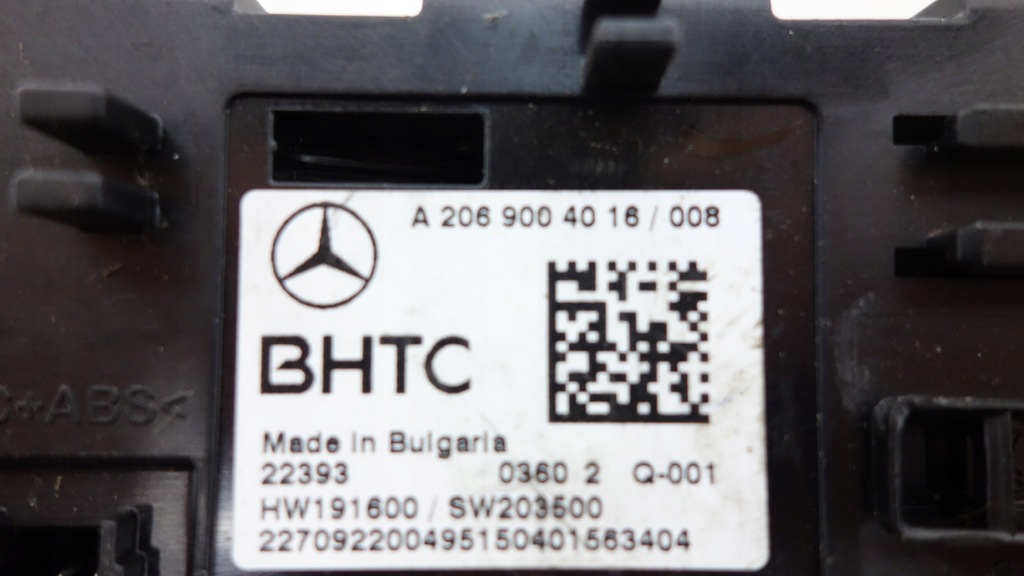 A 206 900 40 16 / 008
BHTC
C+ABS<
Made in Bulgaria
22393 0360 2 Q-001
HW191600 / SW203500
227092200495150401563404